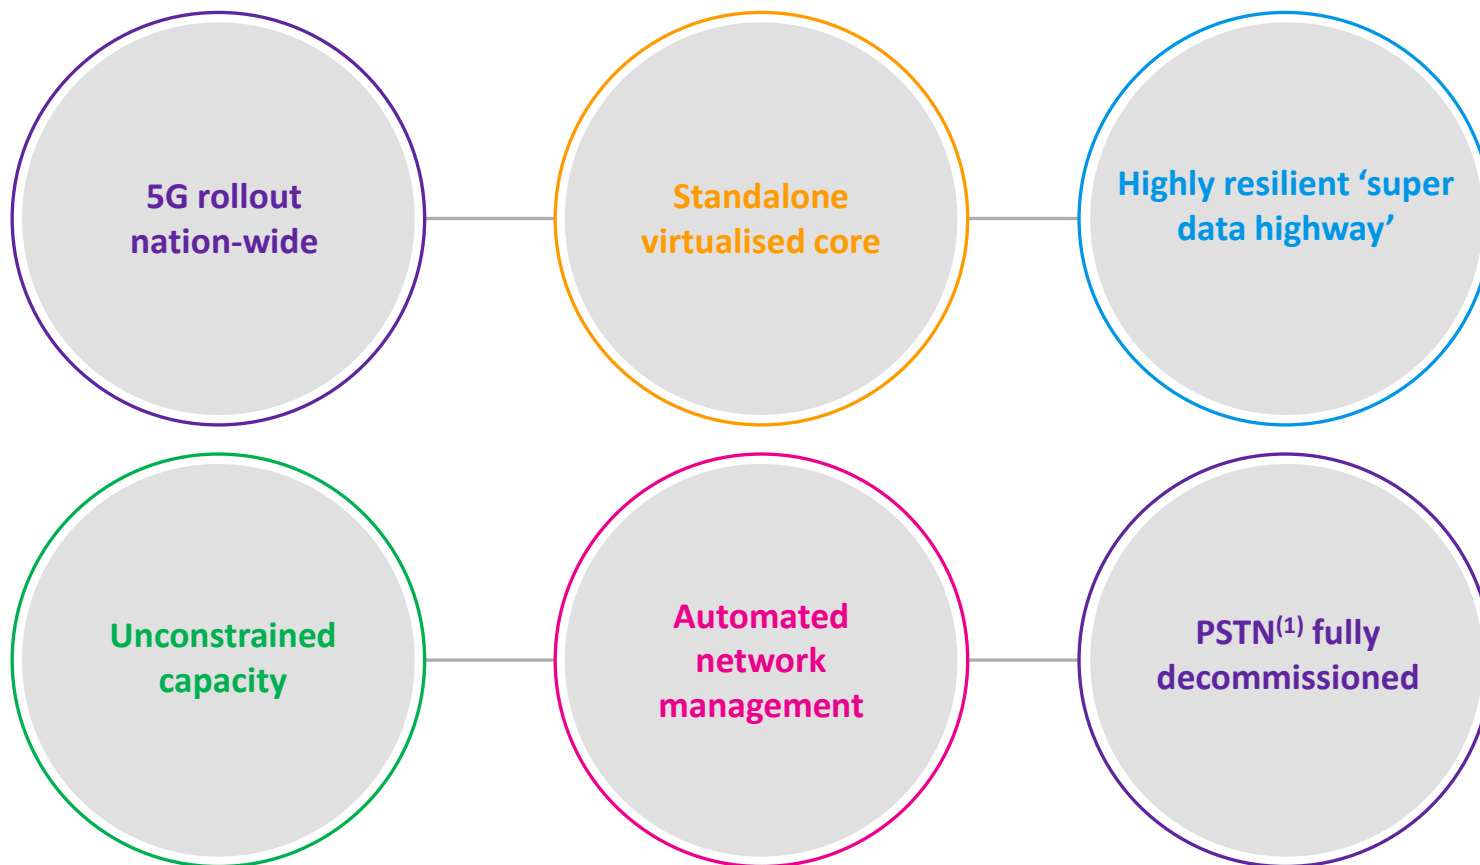 5G rollout
nation-wide
Standalone
virtualised core
Highly resilient ‘super
data highway’
Unconstrained
capacity
Automated
network
management
PSTN(1) fully
decommissioned